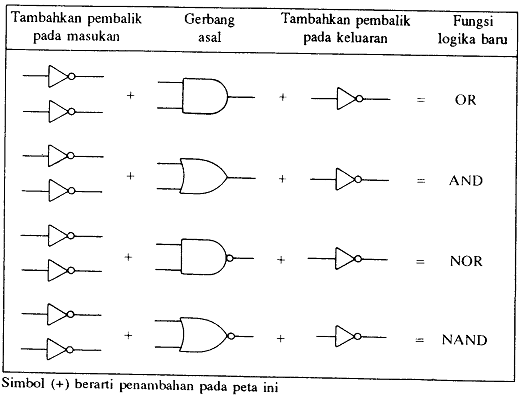 Tambahkan pembalik pada masukan
Gerbang asal
Tambahkan pembalik pada keluaran
Fungsi logika baru
+ + = OR
+ + = AND
+ + = NOR
+ + = NAND
Simbol (+) berarti penambahan pada peta ini